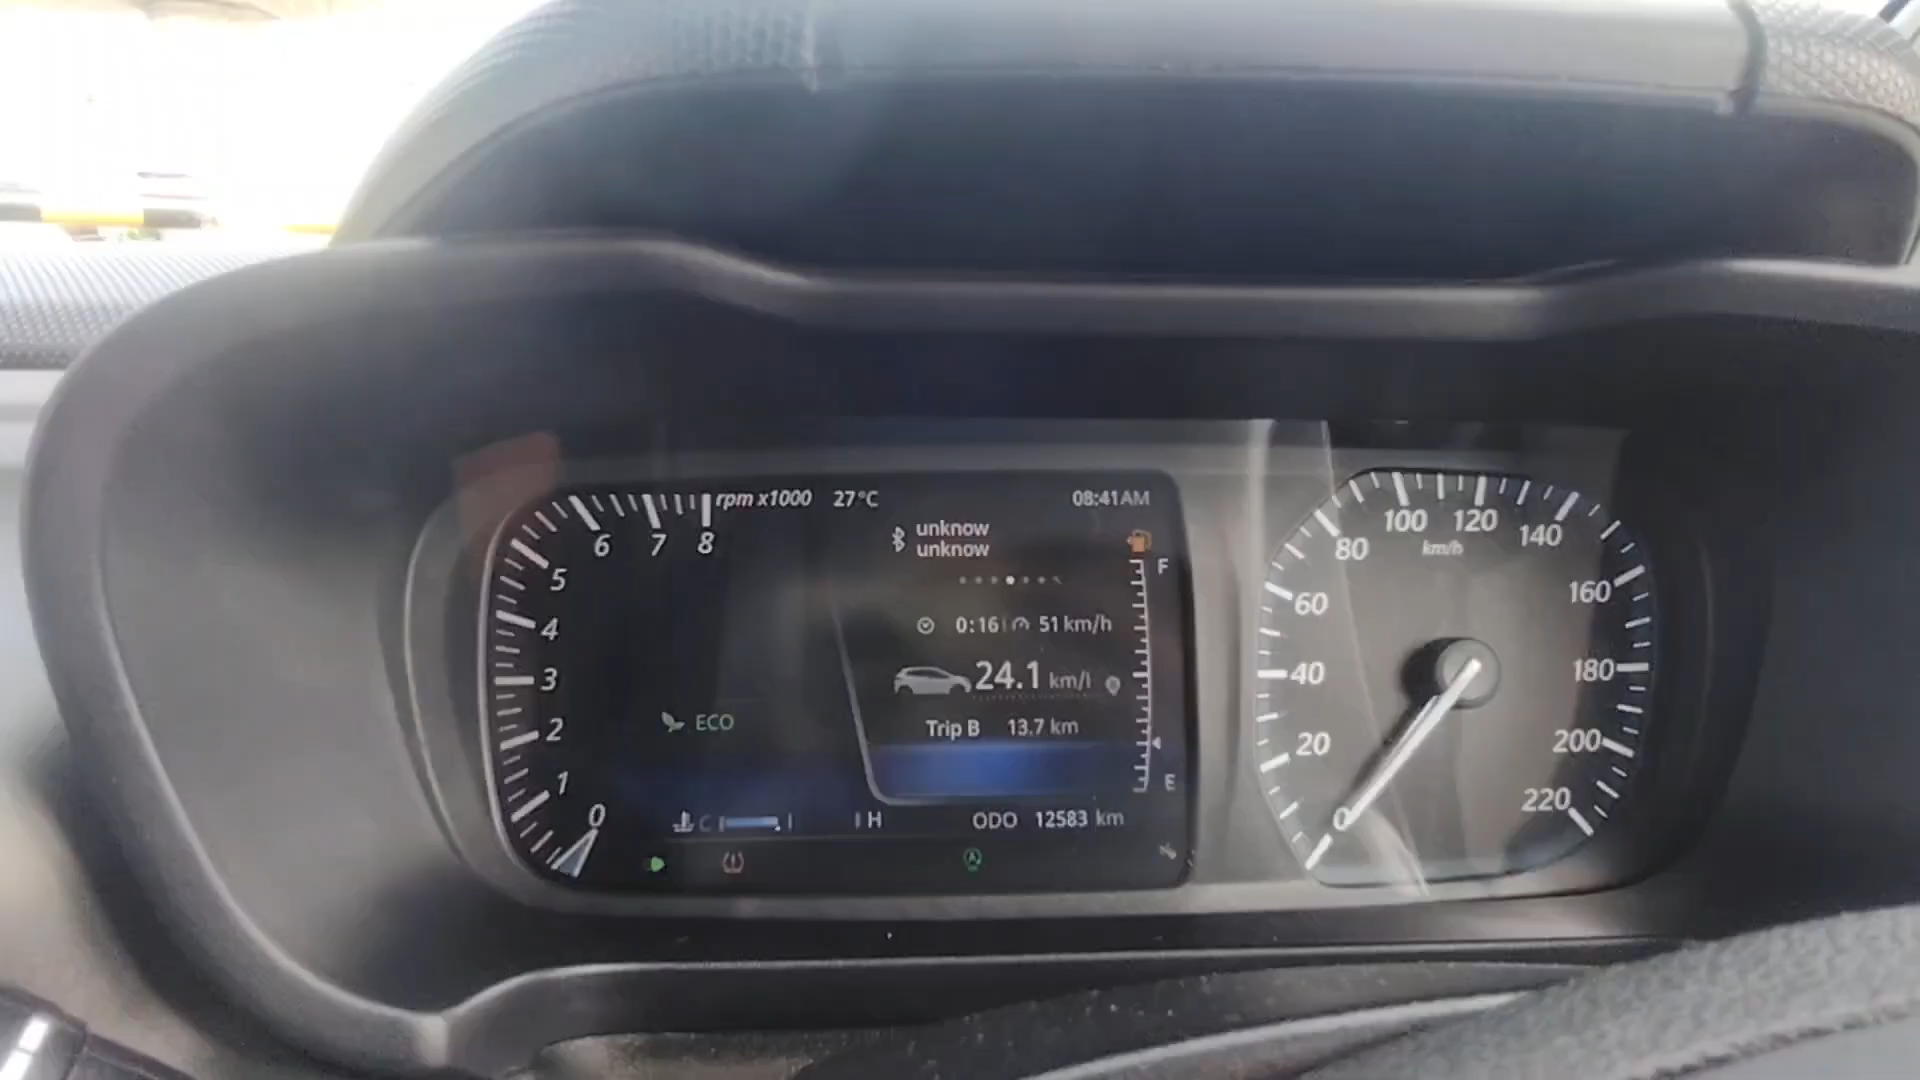 rpm x1000 27°C 08:41AM
unknow
unknow
F
0:16 51 km/h
24.1 km/l
Trip B 13.7 km
E
ECO
C H ODO 12583 km
0 1 2 3 4 5 6 7 8
0 20 40 60 80 100 120 140 160 180 200 220
km/h
A